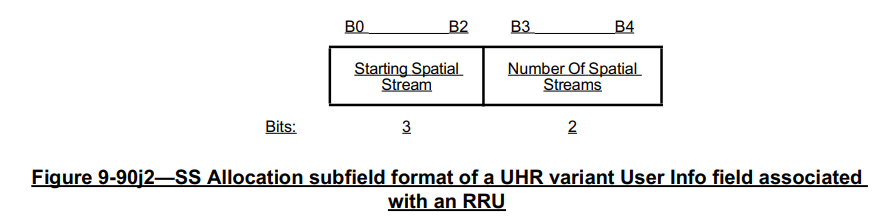 B0 B2 B3 B4
Starting Spatial Number Of Spatial
Stream Streams
Bits: 3 2
Figure 9-90j2—SS Allocation subfield format of a UHR variant User Info field associated
with an RRU